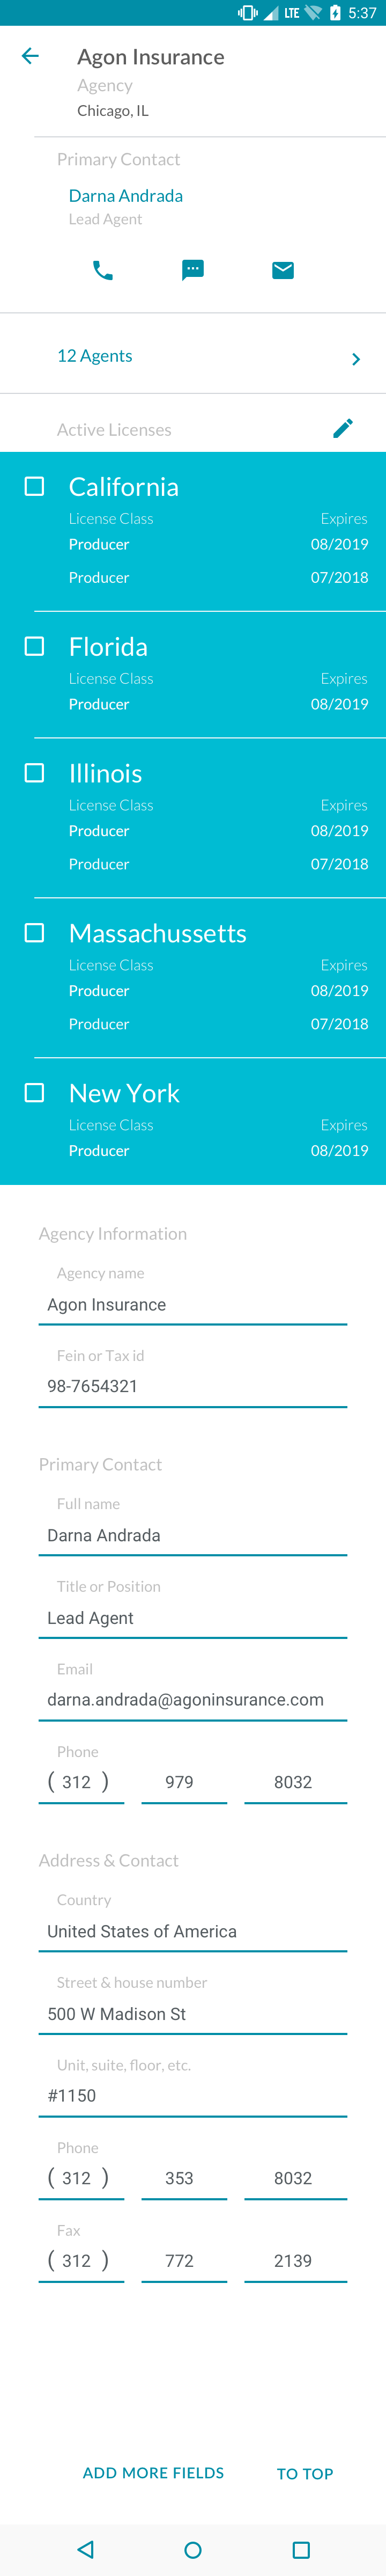 LTE 5:37
Agon Insurance
Agency
Chicago, IL
Primary Contact
Darna Andrada
Lead Agent
12 Agents
Active Licenses
California
License Class Expires
Producer 08/2019
Producer 07/2018
Florida
License Class Expires
Producer 08/2019
Illinois
License Class Expires
Producer 08/2019
Producer 07/2018
Massachussetts
License Class Expires
Producer 08/2019
Producer 07/2018
New York
License Class Expires
Producer 08/2019
Agency Information
Agency name
Agon Insurance
Fein or Tax id
98-7654321
Primary Contact
Full name
Darna Andrada
Title or Position
Lead Agent
Email
darna.andrada@agoninsurance.com
Phone
( 312 ) 979 8032
Address & Contact
Country
United States of America
Street & house number
500 W Madison St
Unit, suite, floor, etc.
#1150
Phone
( 312 ) 353 8032
Fax
( 312 ) 772 2139
ADD MORE FIELDS TO TOP